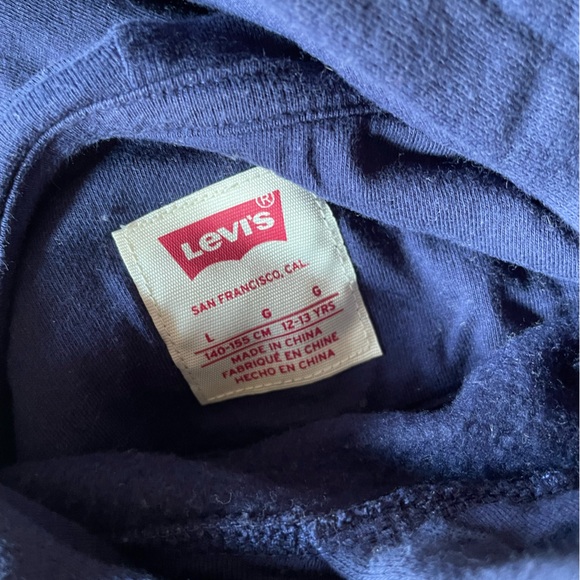 Levi's®
SAN FRANCISCO, CAL.
L G G
140-155 CM 12-13 YRS
MADE IN CHINA
FABRIQUÉ EN CHINE
HECHO EN CHINA